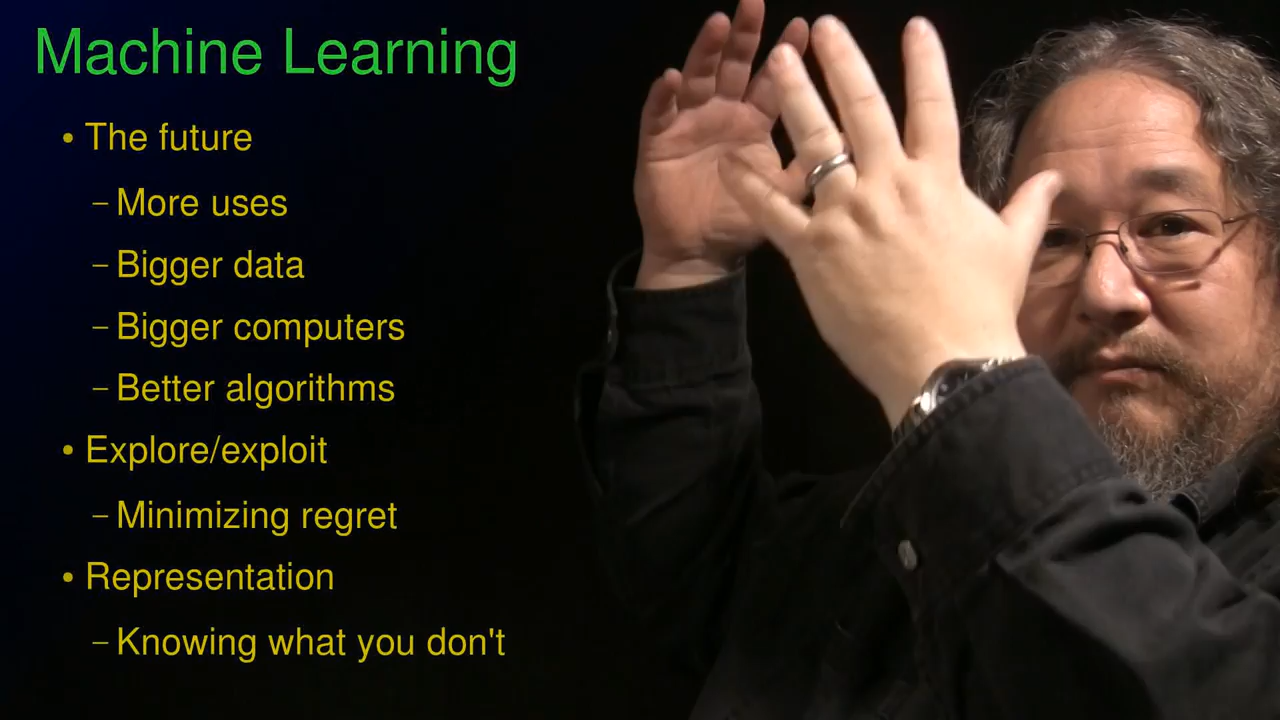 Machine Learning
• The future
– More uses
– Bigger data
– Bigger computers
– Better algorithms
• Explore/exploit
– Minimizing regret
• Representation
– Knowing what you don't